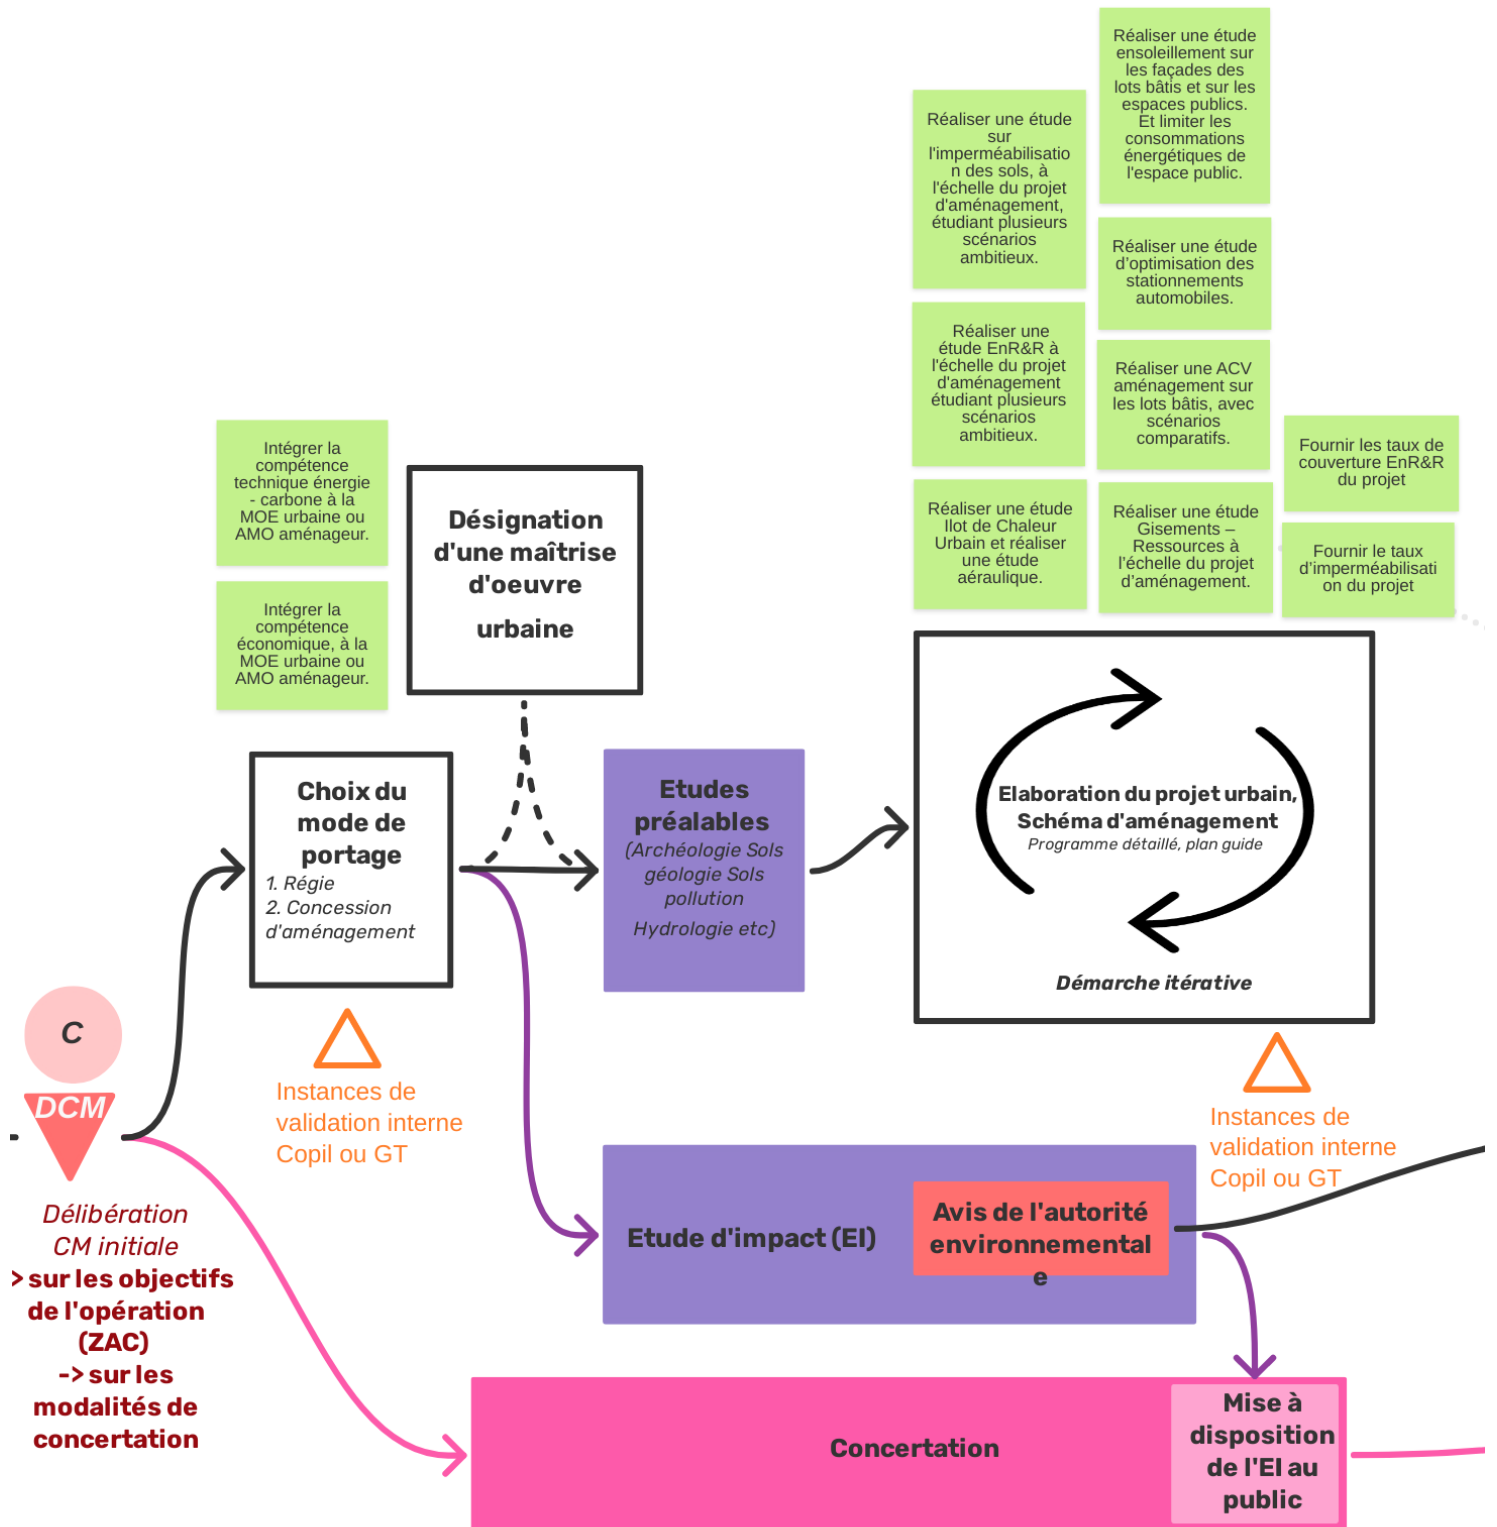 Réaliser une étude
ensoleillement sur
les façades des
lots bâtis et sur les
espaces publics.
Et limiter les
consommations
énergétiques de
l'espace public.
Réaliser une étude
sur
l'imperméabilisatio
n des sols, à
l'échelle du projet
d'aménagement,
étudiant plusieurs
scénarios
ambitieux.
Réaliser une étude
d'optimisation des
stationnements
automobiles.
Réaliser une
étude EnR&R à
l'échelle du projet
d'aménagement
étudiant plusieurs
scénarios
ambitieux.
Réaliser une ACV
aménagement sur
les lots bâtis, avec
scénarios
comparatifs.
Fournir les taux de
couverture EnR&R
du projet
Réaliser une étude
Ilot de Chaleur
Urbain et réaliser
une étude
aéraulique.
Réaliser une étude
Gisements –
Ressources à
l'échelle du projet
d'aménagement.
Fournir le taux
d'imperméabilisati
on du projet
Intégrer la
compétence
technique énergie
- carbone à la
MOE urbaine ou
AMO aménageur.
Intégrer la
compétence
économique, à la
MOE urbaine ou
AMO aménageur.
Désignation
d'une maîtrise
d'oeuvre
urbaine
Choix du
mode de
portage
1. Régie
2. Concession
d'aménagement
Etudes
préalables
(Archéologie Sols
géologie Sols
pollution
Hydrologie etc)
Elaboration du projet urbain,
Schéma d'aménagement
Programme détaillé, plan guide
Démarche itérative
C
DCM
Délibération
CM initiale
> sur les objectifs
de l'opération
(ZAC)
-> sur les
modalités de
concertation
Instances de
validation interne
Copil ou GT
Instances de
validation interne
Copil ou GT
Etude d'impact (EI)
Avis de l'autorité
environnemental
e
Concertation
Mise à
disposition
de l'EI au
public